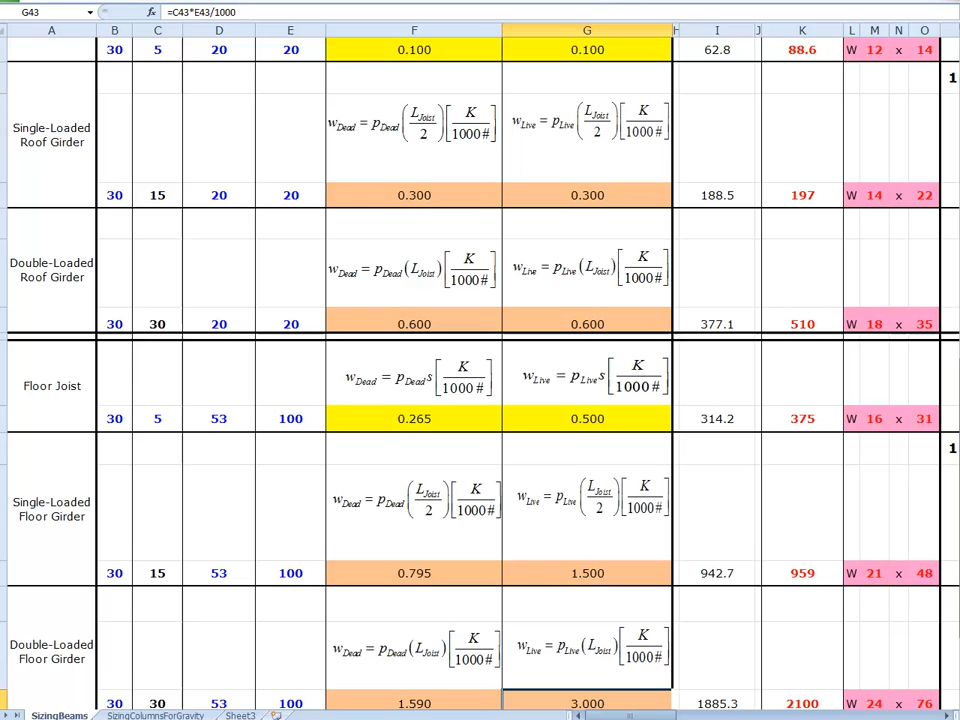 G43 fx =C43*E43/1000
A B C D E F G H I J K L M N O
30 5 20 20 0.100 0.100 62.8 88.6 W 12 x 14
1
Single-Loaded
Roof Girder
w_Dead = p_Dead (L_Joist / 2) [K / 1000#]
w_Live = p_Live (L_Joist / 2) [K / 1000#]
30 15 20 20 0.300 0.300 188.5 197 W 14 x 22
Double-Loaded
Roof Girder
w_Dead = p_Dead (L_Joist) [K / 1000#]
w_Live = p_Live (L_Joist) [K / 1000#]
30 30 20 20 0.600 0.600 377.1 510 W 18 x 35
Floor Joist
w_Dead = p_Dead s [K / 1000#]
w_Live = p_Live s [K / 1000#]
30 5 53 100 0.265 0.500 314.2 375 W 16 x 31
1
Single-Loaded
Floor Girder
w_Dead = p_Dead (L_Joist / 2) [K / 1000#]
w_Live = p_Live (L_Joist / 2) [K / 1000#]
30 15 53 100 0.795 1.500 942.7 959 W 21 x 48
Double-Loaded
Floor Girder
w_Dead = p_Dead (L_Joist) [K / 1000#]
w_Live = p_Live (L_Joist) [K / 1000#]
30 30 53 100 1.590 3.000 1885.3 2100 W 24 x 76
SizingBeams SizingColumnsForGravity Sheet3